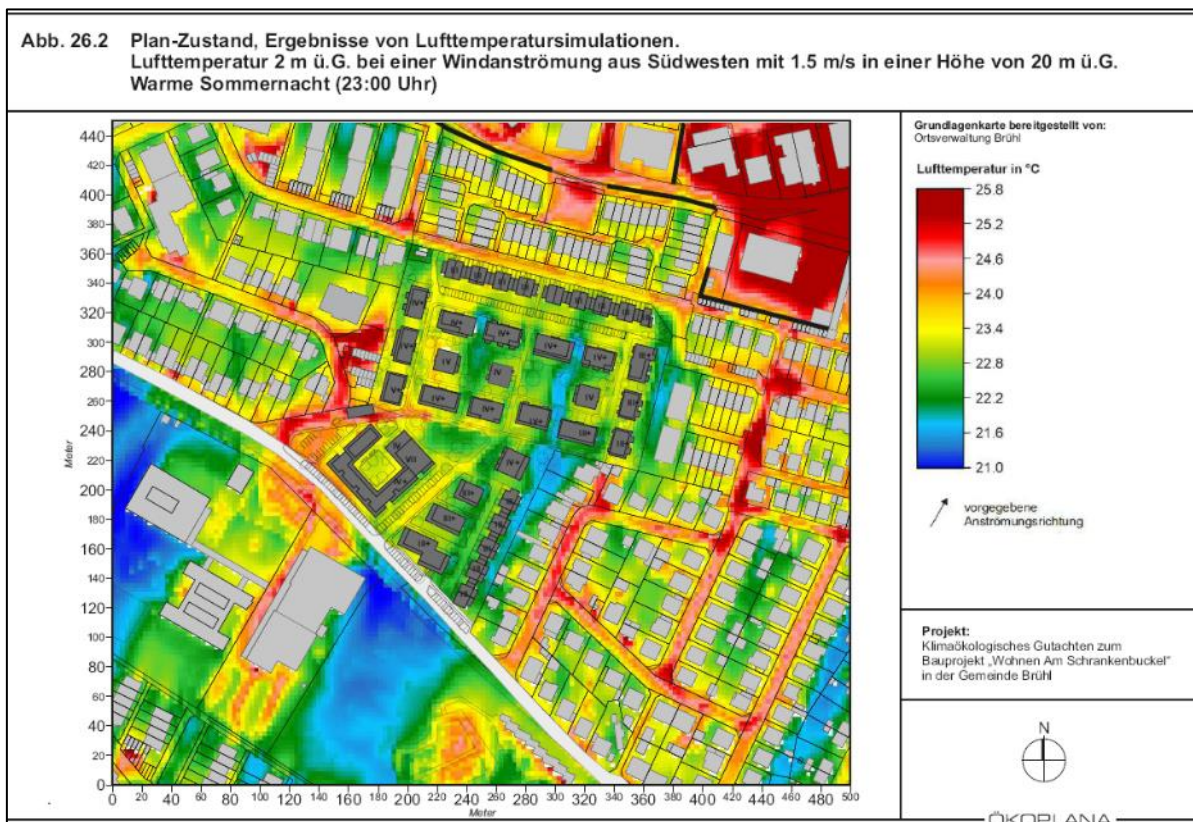 Abb. 26.2 Plan-Zustand, Ergebnisse von Lufttemperatursimulationen.
Lufttemperatur 2 m ü.G. bei einer Windanströmung aus Südwesten mit 1.5 m/s in einer Höhe von 20 m ü.G.
Warme Sommernacht (23:00 Uhr)
Grundlagenkarte bereitgestellt von:
Ortsverwaltung Brühl
Lufttemperatur in °C
25.8
25.2
24.6
24.0
23.4
22.8
22.2
21.6
21.0
vorgegebene
Anströmungsrichtung
Projekt:
Klimaökologisches Gutachten zum
Bauprojekt „Wohnen Am Schrankenbuckel"
in der Gemeinde Brühl
N
ÖKOPLANA
440
420
400
380
360
340
320
300
280
260
240
220
200
180
160
140
120
100
80
60
40
20
0
Meter
0 20 40 60 80 100 120 140 160 180 200 220 240 260 280 300 320 340 360 380 400 420 440 460 480 500
Meter